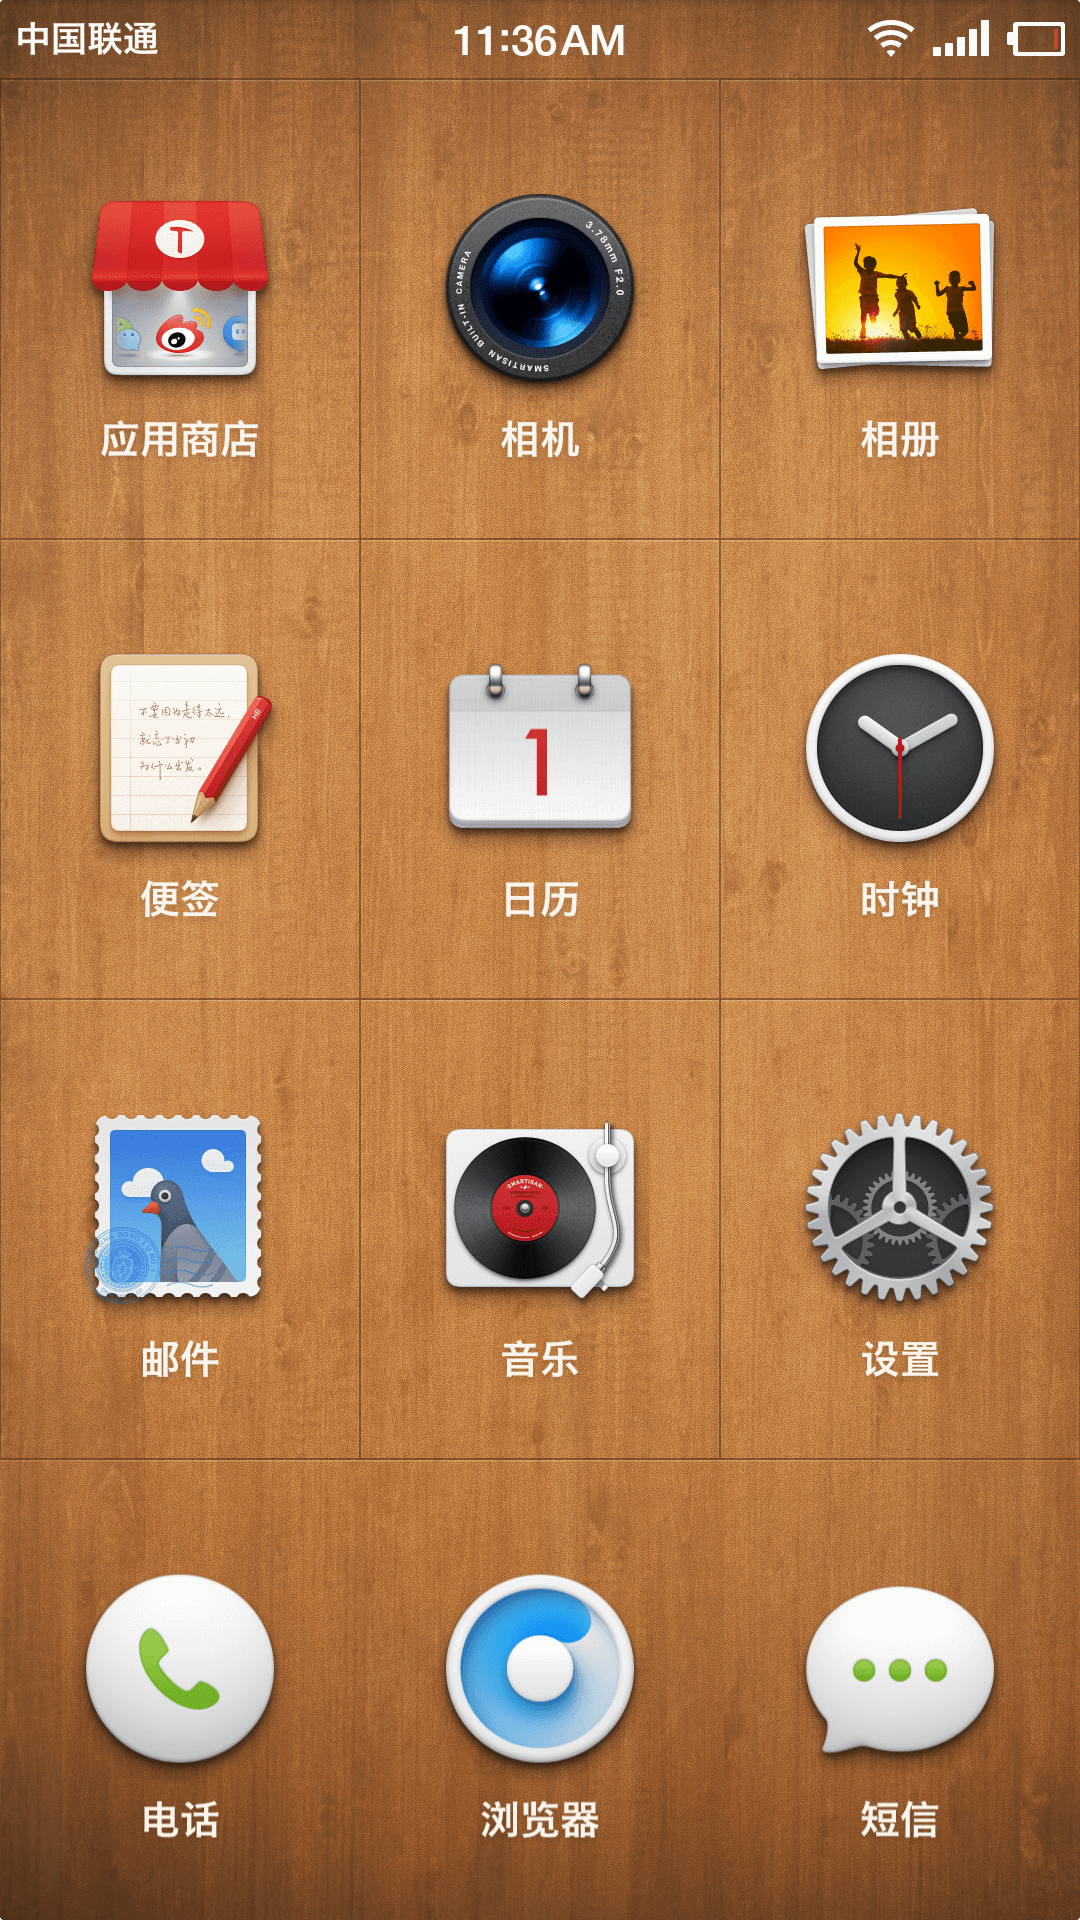 中国联通
11:36AM
T
3.78mm F2.0
SMARTISAN BUILT-IN CAMERA
应用商店
相机
相册
不要因为走得太远,
就忘了当初
为什么出发。
HB
1
便签
日历
时钟
SMARTISAN
邮件
音乐
设置
电话
浏览器
短信